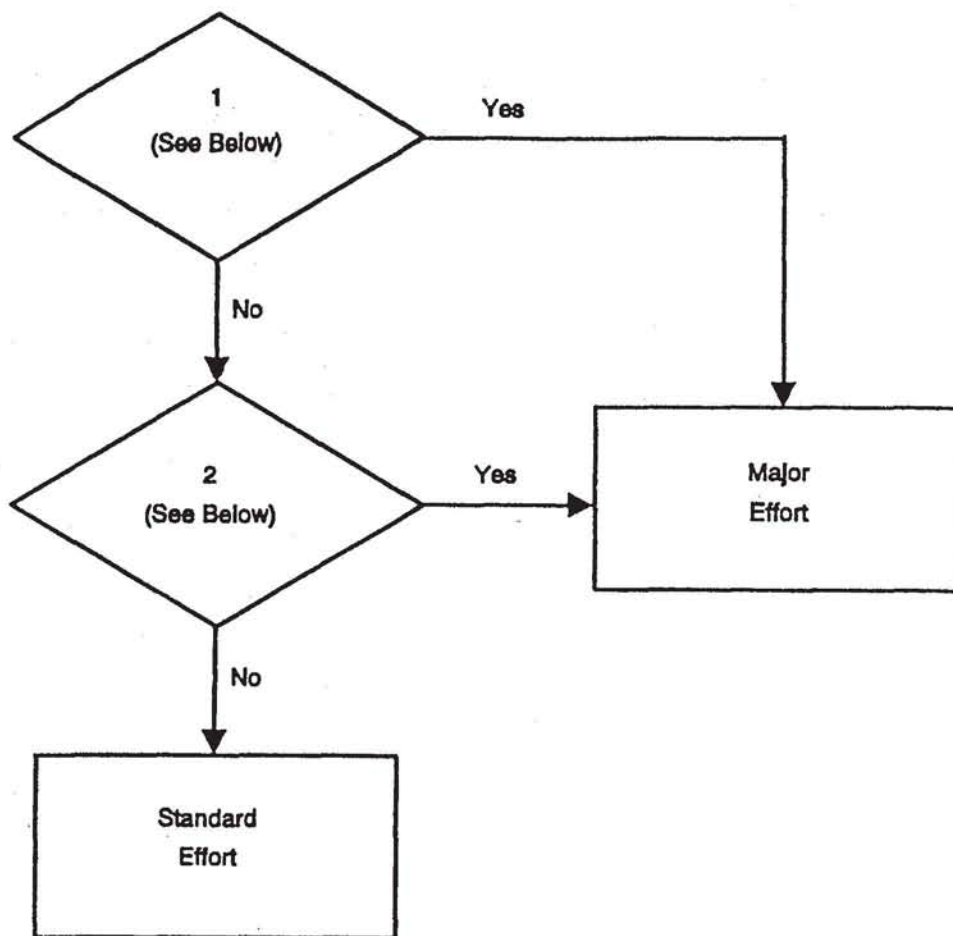 1
(See Below)
Yes
No
2
(See Below)
Yes
Major
Effort
No
Standard
Effort